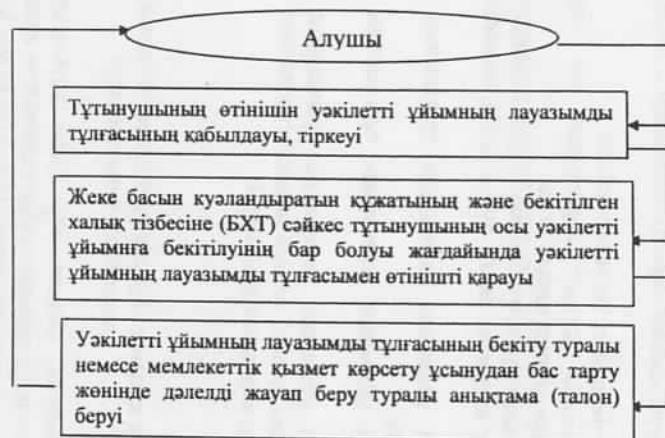 Алушы
Тұтынушының өтінішін уәкілетті ұйымның лауазымды
тұлғасының қабылдауы, тіркеуі
Жеке басын куәландыратын құжатының және бекітілген
халық тізбесіне (БХТ) сәйкес тұтынушының осы уәкілетті
ұйымнға бекітілуінің бар болуы жағдайында уәкілетті
ұйымның лауазымды тұлғасымен өтінішті қарауы
Уәкілетті ұйымның лауазымды тұлғасының бекіту туралы
немесе мемлекеттік қызмет көрсету ұсынудан бас тарту
жөнінде дәлелді жауап беру туралы анықтама (талон)
беруі